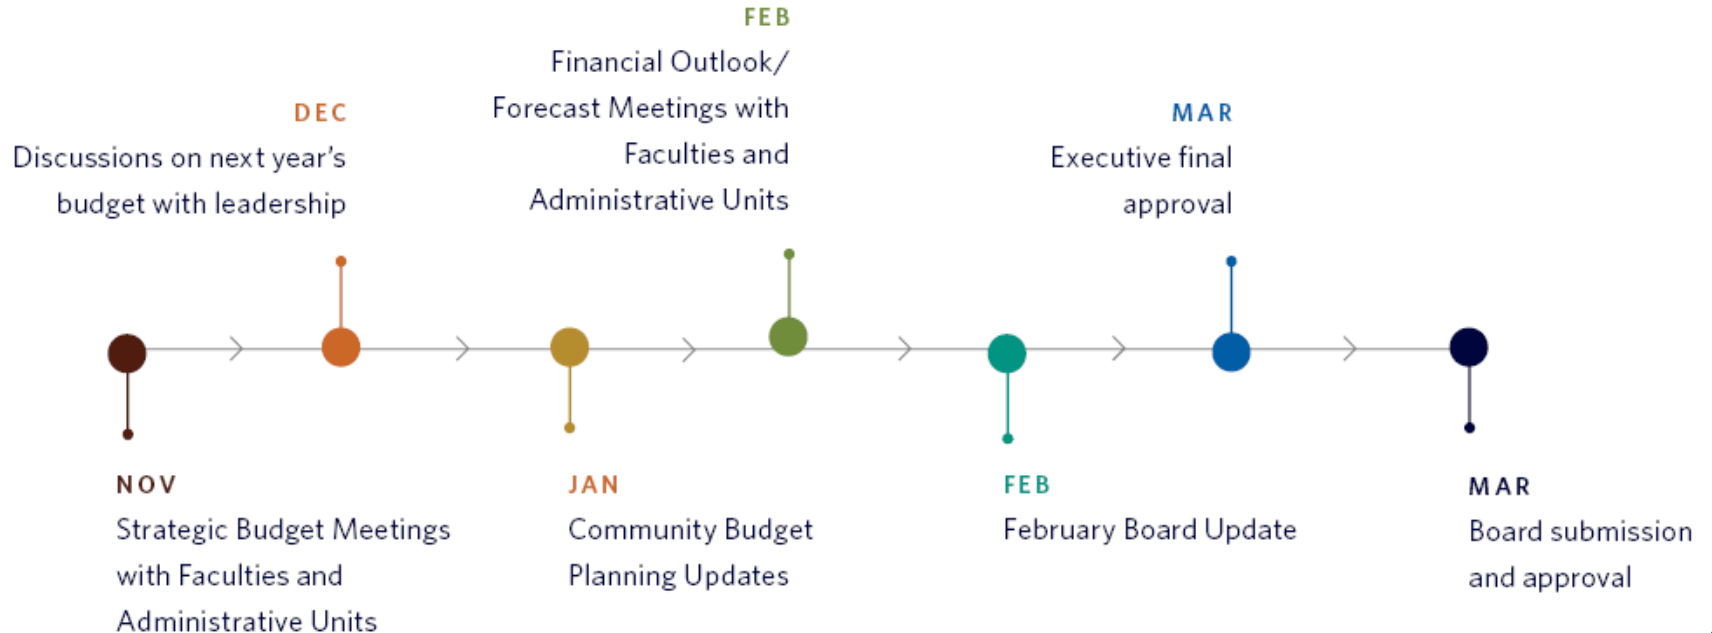 NOV
Strategic Budget Meetings
with Faculties and
Administrative Units
DEC
Discussions on next year's
budget with leadership
JAN
Community Budget
Planning Updates
FEB
Financial Outlook/
Forecast Meetings with
Faculties and
Administrative Units
FEB
February Board Update
MAR
Executive final
approval
MAR
Board submission
and approval